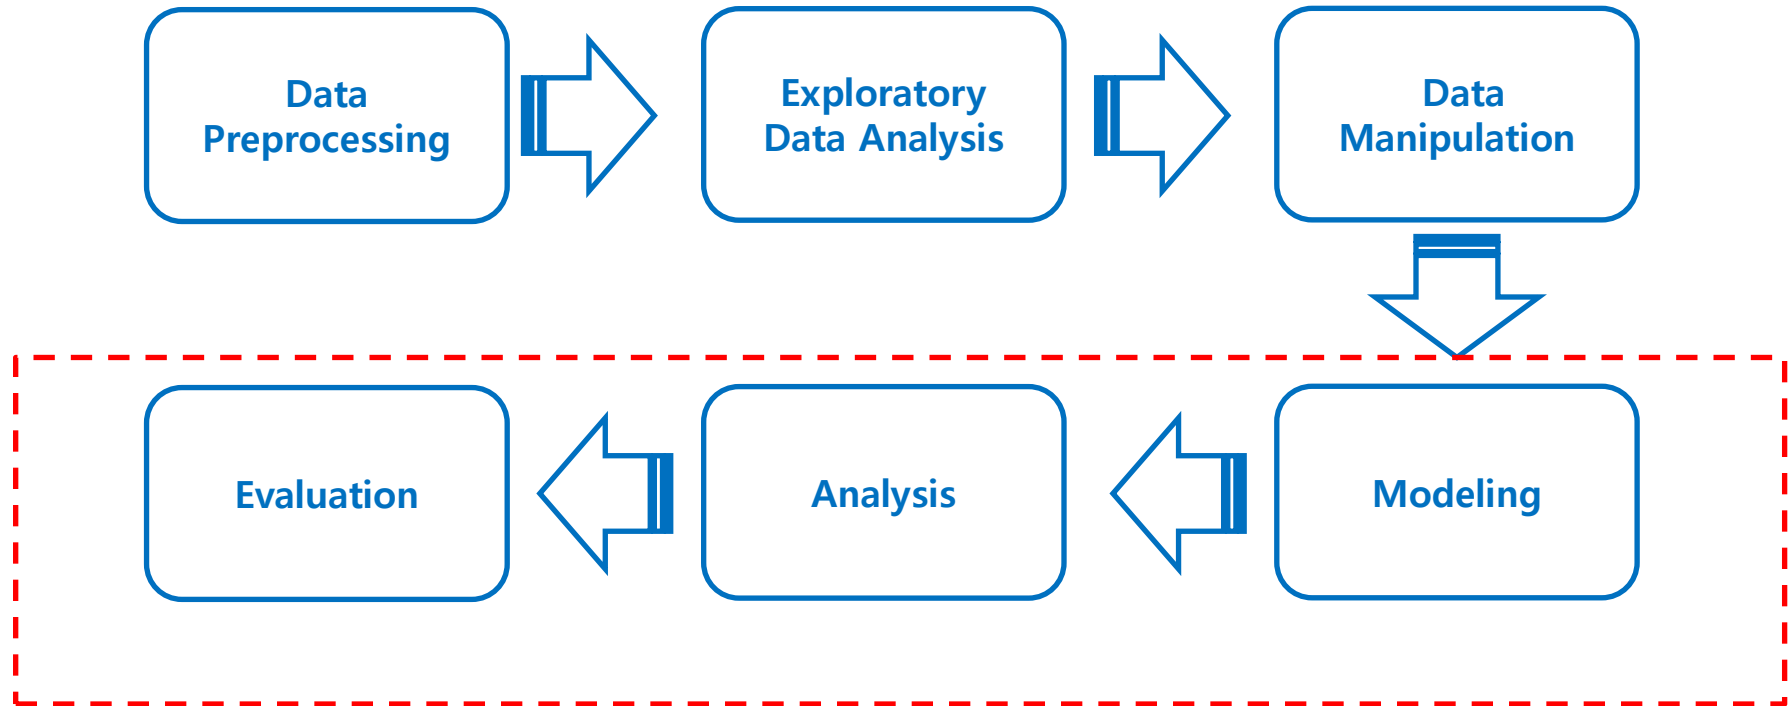 Data
Preprocessing
Exploratory
Data Analysis
Data
Manipulation
Modeling
Analysis
Evaluation